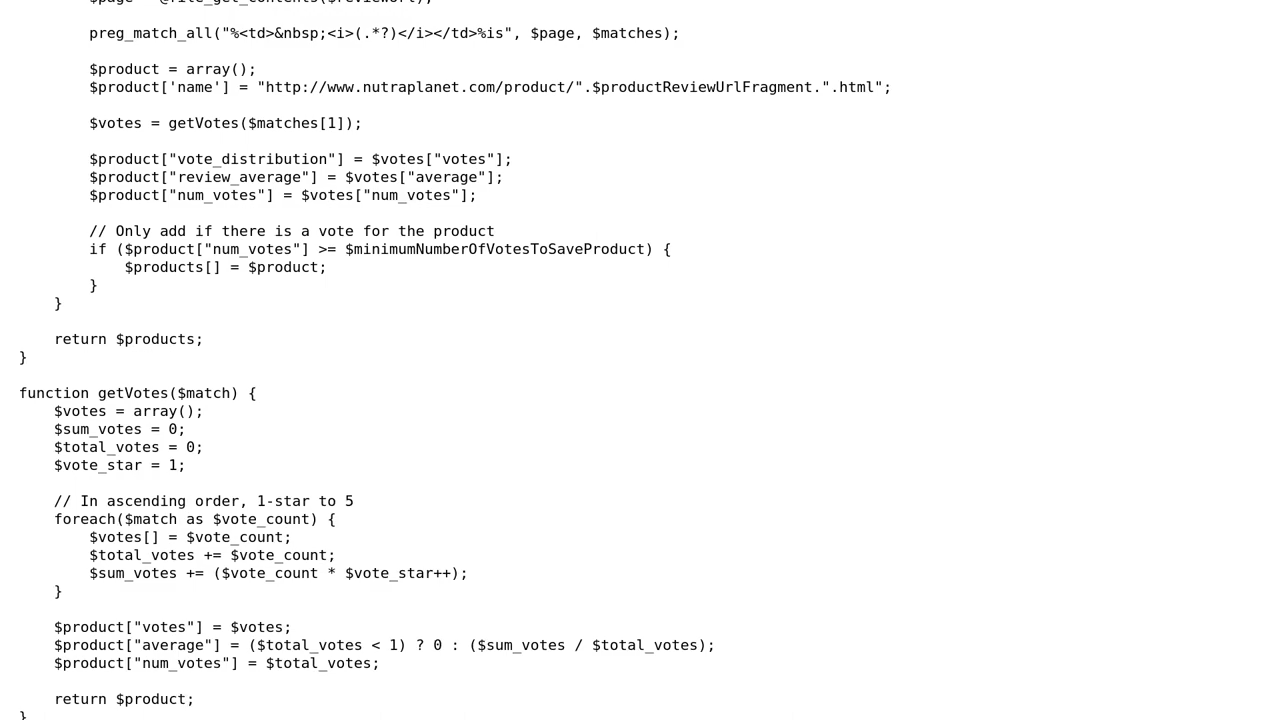 $page = @file_get_contents($reviewUrl);
preg_match_all("%<td>&nbsp;<i>(.*?)</i></td>%is", $page, $matches);
$product = array();
$product['name'] = "http://www.nutraplanet.com/product/".$productReviewUrlFragment.".html";
$votes = getVotes($matches[1]);
$product["vote_distribution"] = $votes["votes"];
$product["review_average"] = $votes["average"];
$product["num_votes"] = $votes["num_votes"];
// Only add if there is a vote for the product
if ($product["num_votes"] >= $minimumNumberOfVotesToSaveProduct) {
$products[] = $product;
}
}
return $products;
}
function getVotes($match) {
$votes = array();
$sum_votes = 0;
$total_votes = 0;
$vote_star = 1;
// In ascending order, 1-star to 5
foreach($match as $vote_count) {
$votes[] = $vote_count;
$total_votes += $vote_count;
$sum_votes += ($vote_count * $vote_star++);
}
$product["votes"] = $votes;
$product["average"] = ($total_votes < 1) ? 0 : ($sum_votes / $total_votes);
$product["num_votes"] = $total_votes;
return $product;
}